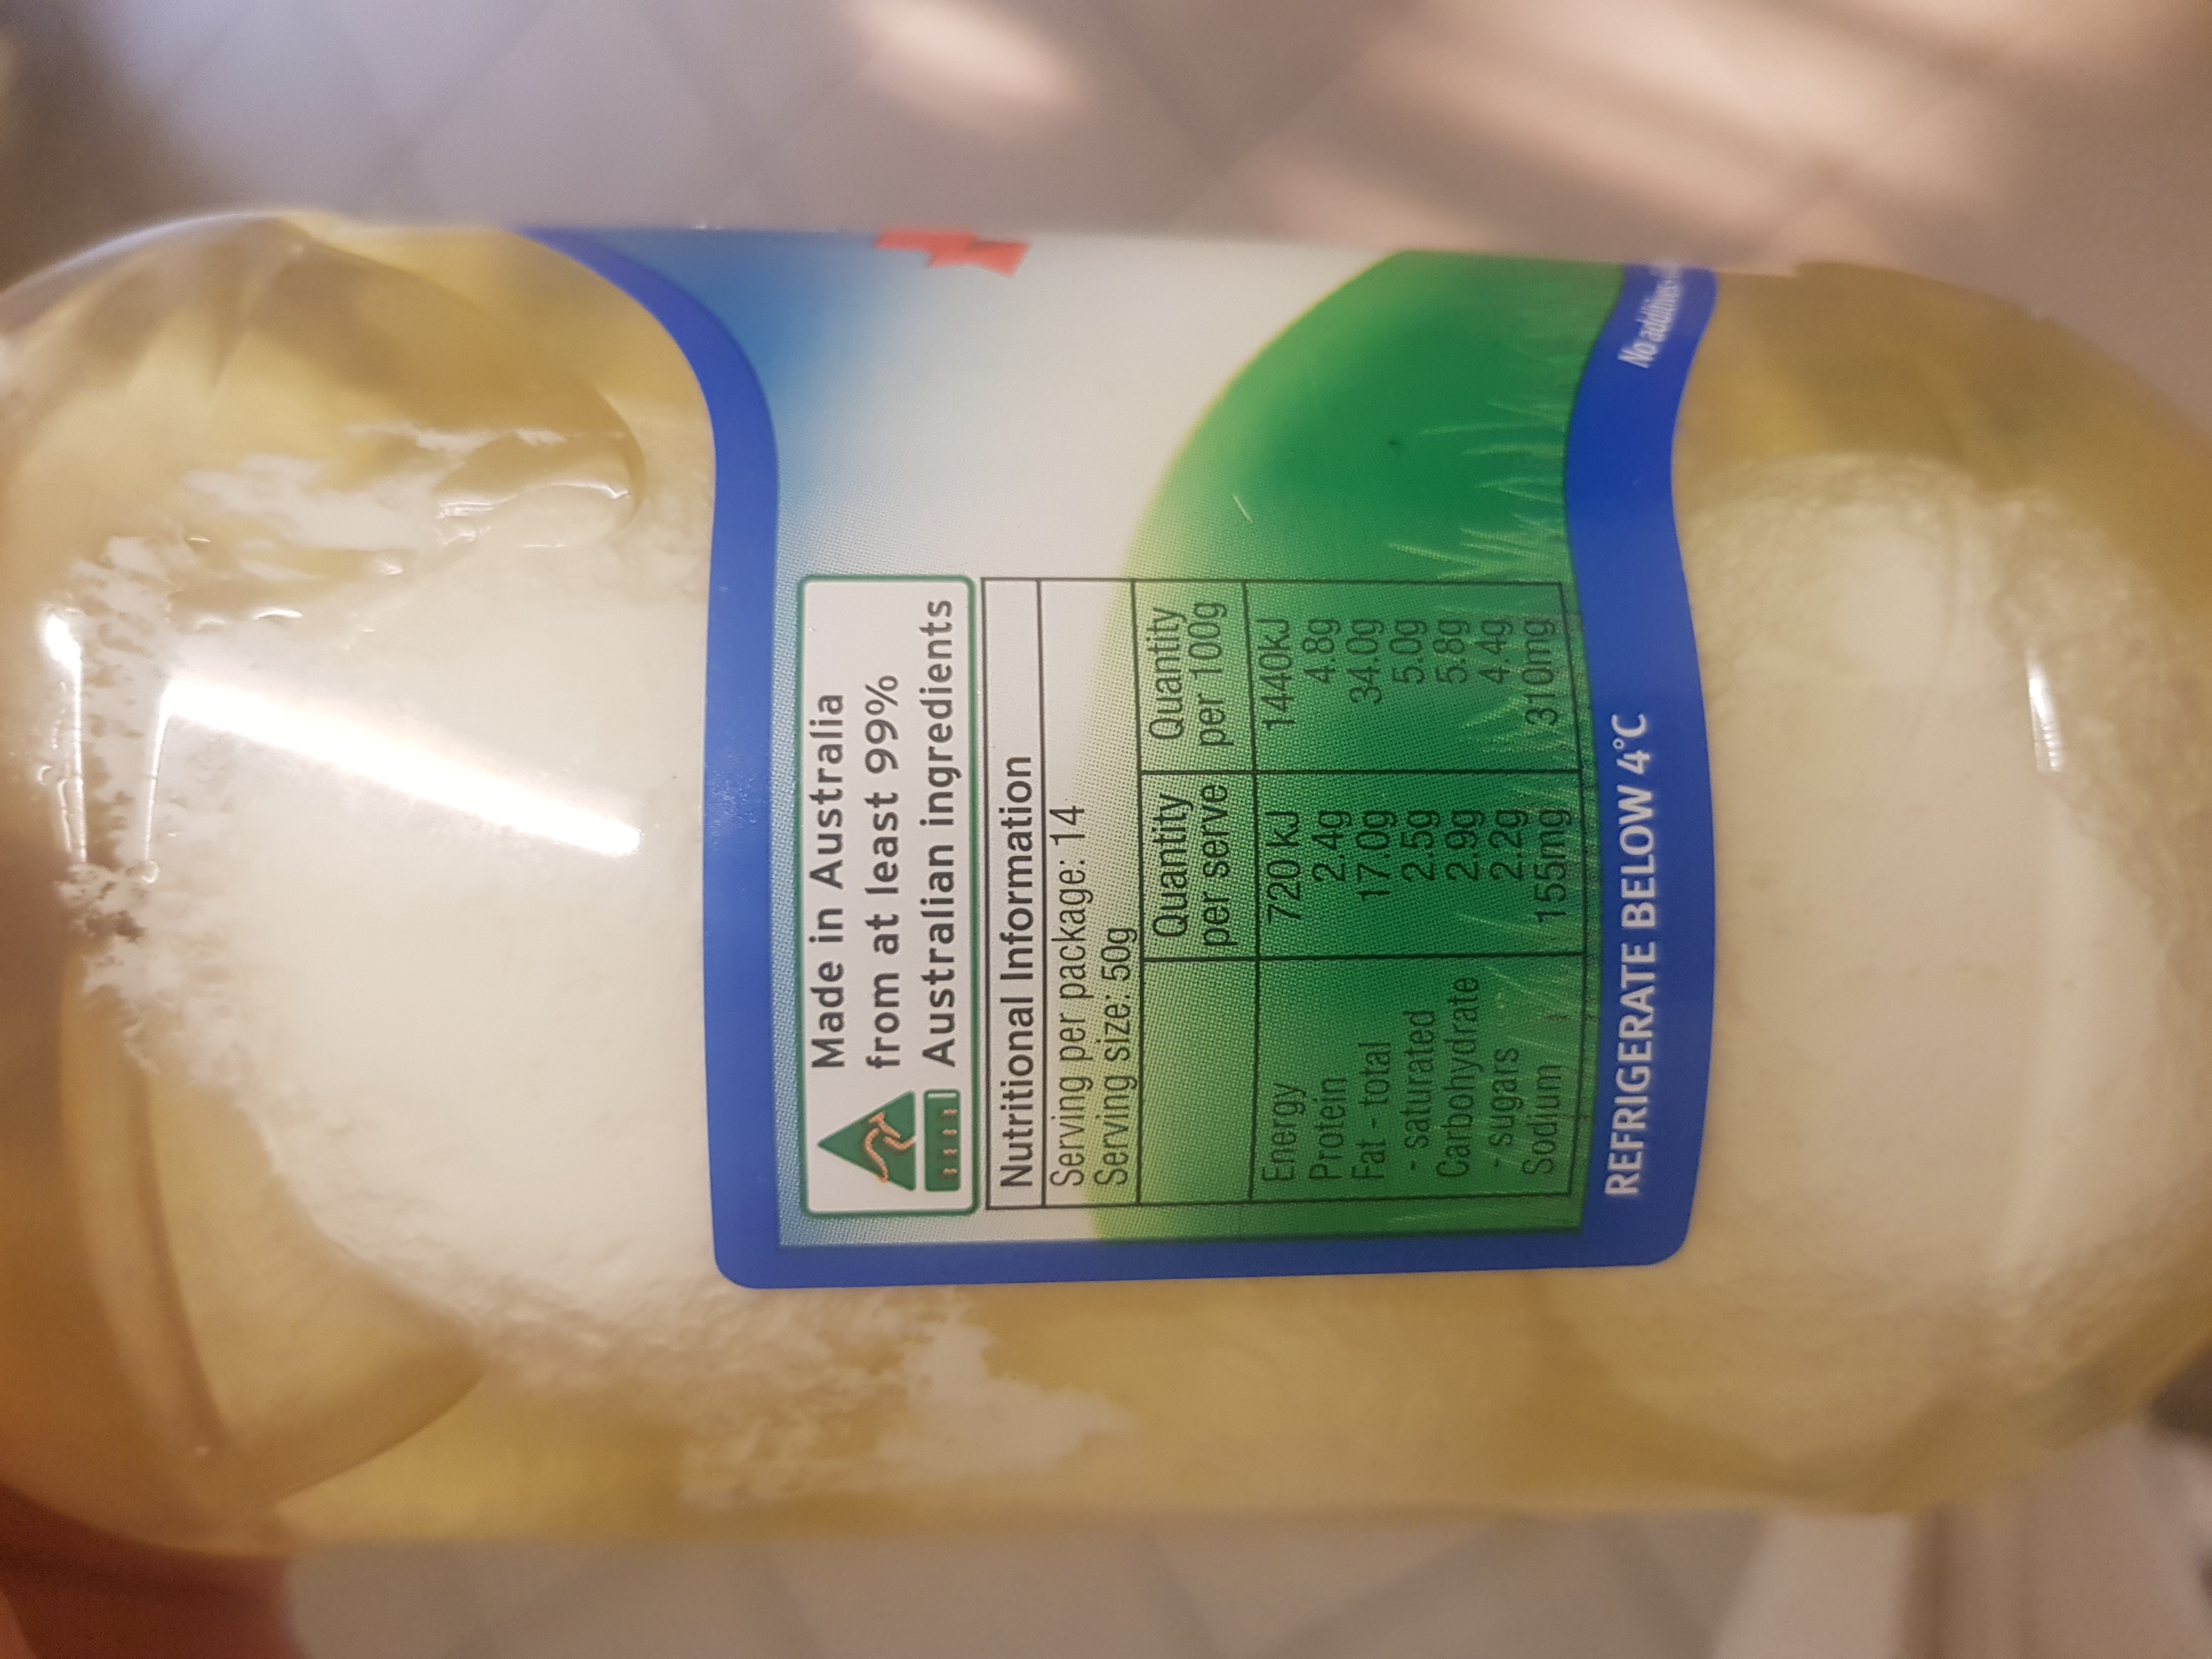 Made in Australia
from at least 99%
Australian ingredients
Nutritional Information
Serving per package: 14
Serving size: 50g
Quantity per serve Quantity per 100g
Energy 720 kJ 1440kJ
Protein 2.4g 4.8g
Fat - total 17.0g 34.0g
- saturated 2.5g 5.0g
Carbohydrate 2.9g 5.8g
- sugars 2.2g 4.4g
Sodium 155mg 310mg
REFRIGERATE BELOW 4°C
No additives